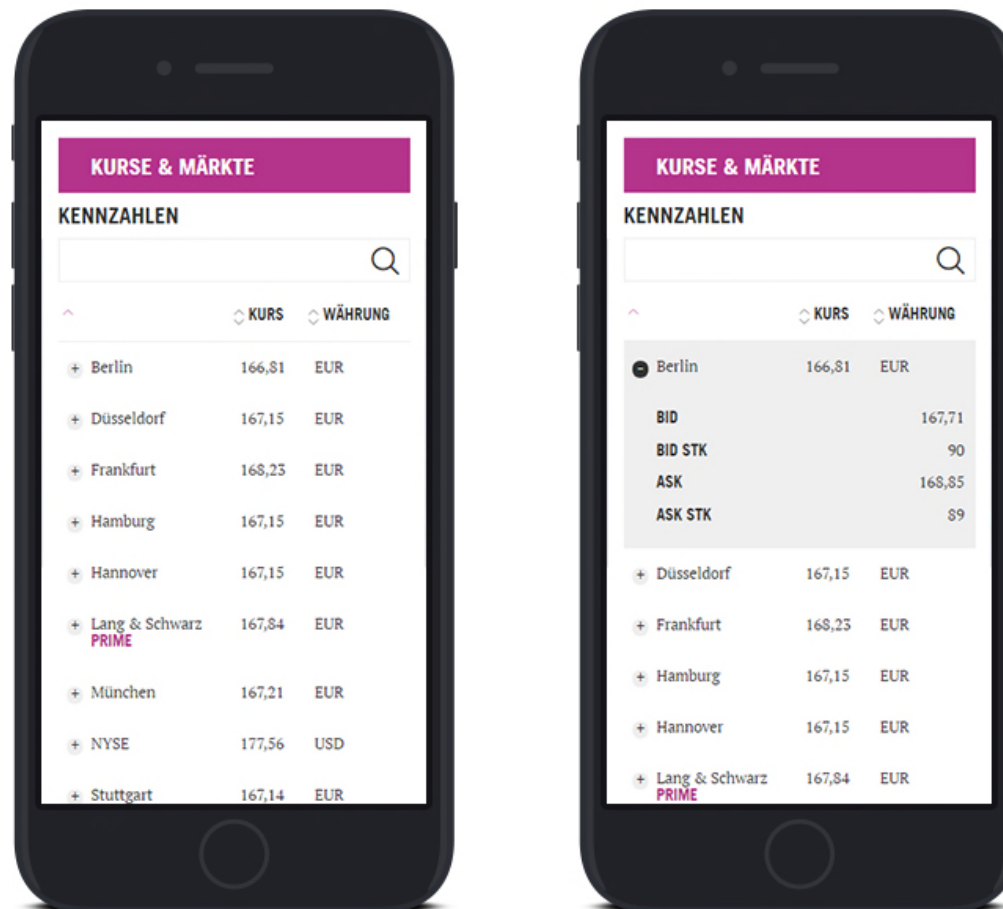 KURSE & MÄRKTE
KENNZAHLEN
KURS WÄHRUNG
+ Berlin 166,81 EUR
+ Düsseldorf 167,15 EUR
+ Frankfurt 168,23 EUR
+ Hamburg 167,15 EUR
+ Hannover 167,15 EUR
+ Lang & Schwarz 167,84 EUR
PRIME
+ München 167,21 EUR
+ NYSE 177,56 USD
+ Stuttgart 167,14 EUR
KURSE & MÄRKTE
KENNZAHLEN
KURS WÄHRUNG
- Berlin 166,81 EUR
BID 167,71
BID STK 90
ASK 168,85
ASK STK 89
+ Düsseldorf 167,15 EUR
+ Frankfurt 168,23 EUR
+ Hamburg 167,15 EUR
+ Hannover 167,15 EUR
+ Lang & Schwarz 167,84 EUR
PRIME